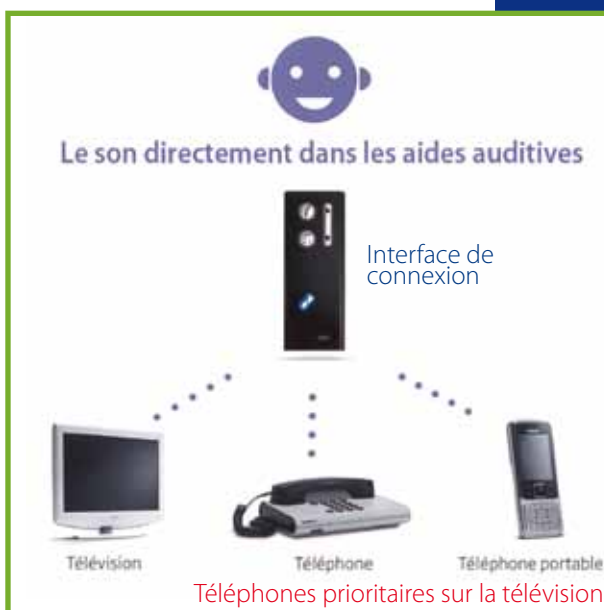 Le son directement dans les aides auditives
Interface de
connexion
Télévision
Téléphone
Téléphone portable
Téléphones prioritaires sur la télévision